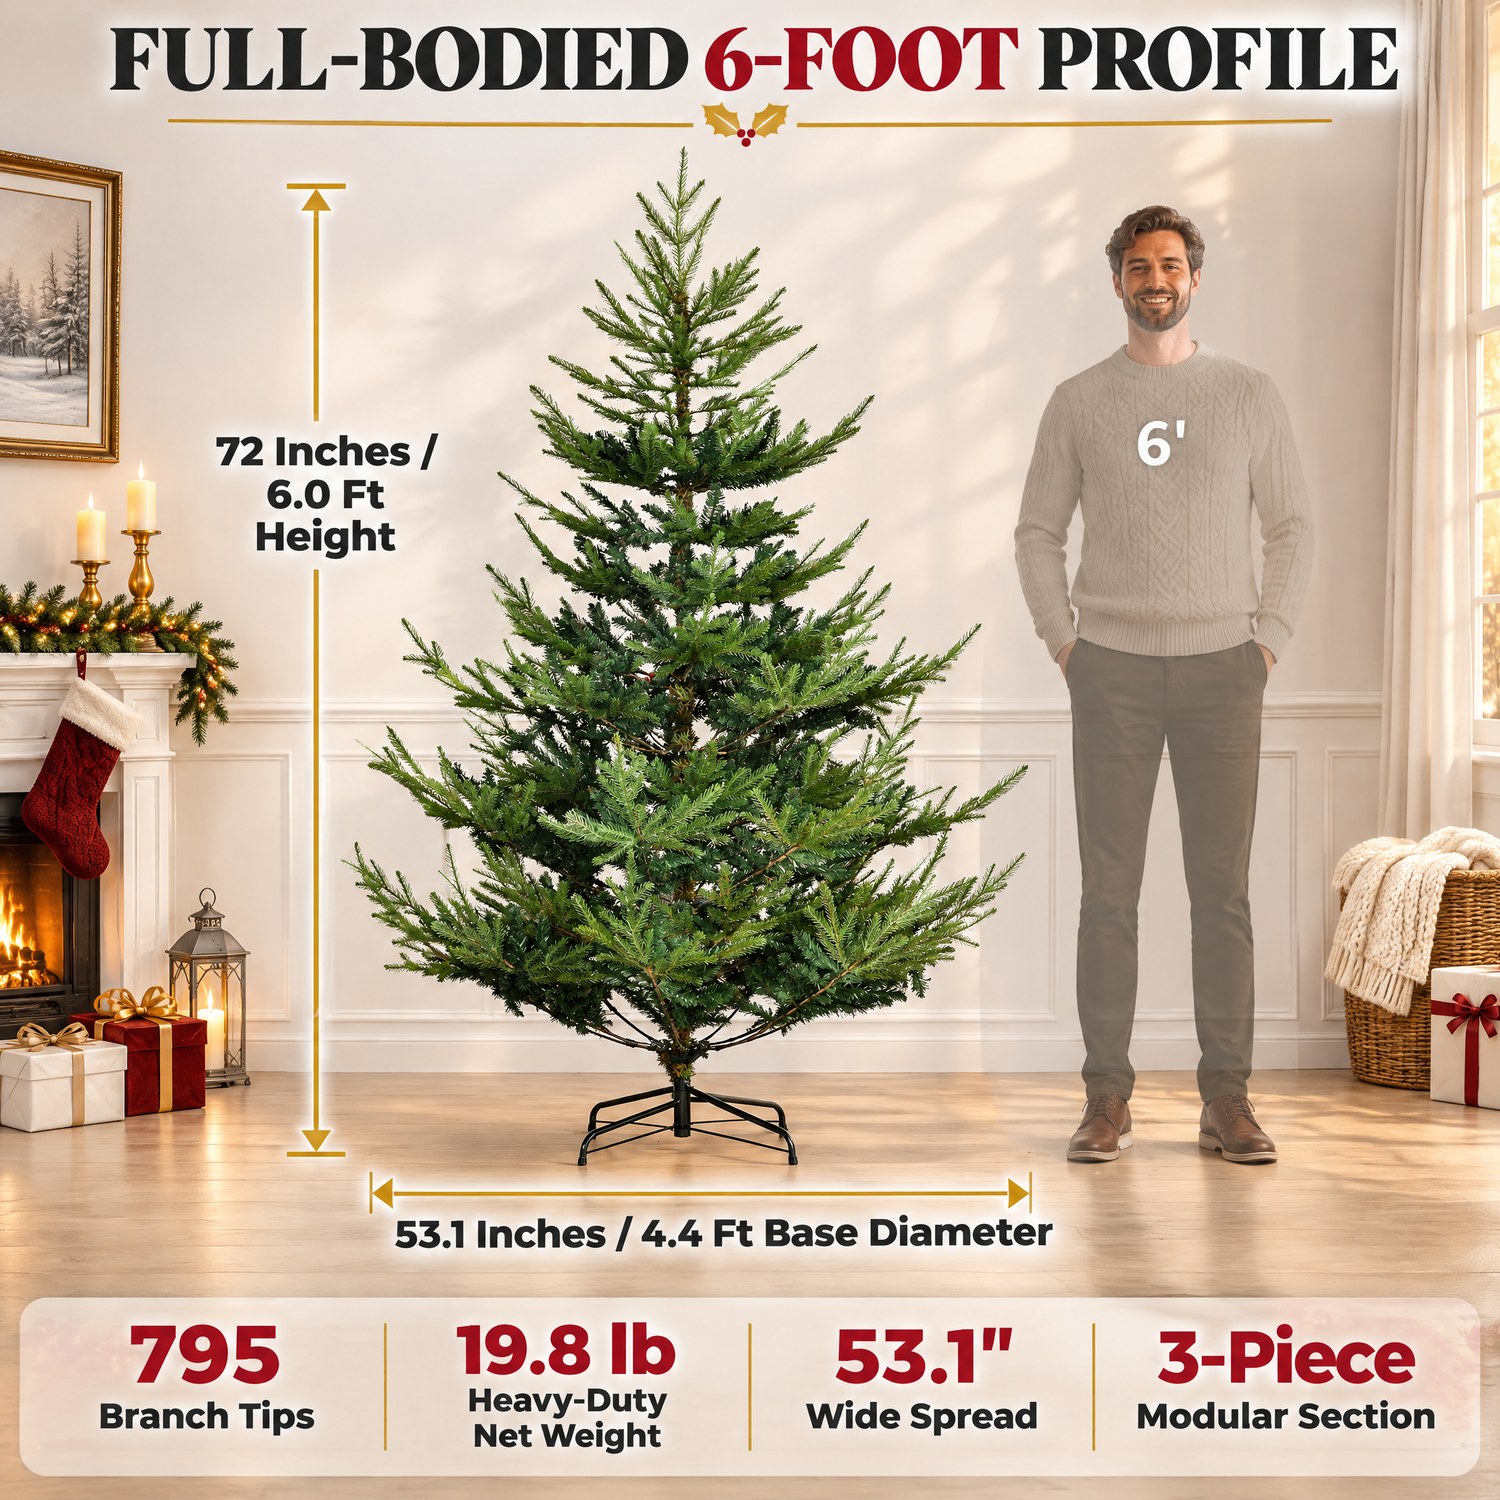 FULL-BODIED 6-FOOT PROFILE
72 Inches /
6.0 Ft
Height
6'
53.1 Inches / 4.4 Ft Base Diameter
795
Branch Tips
19.8 lb
Heavy-Duty
Net Weight
53.1"
Wide Spread
3-Piece
Modular Section